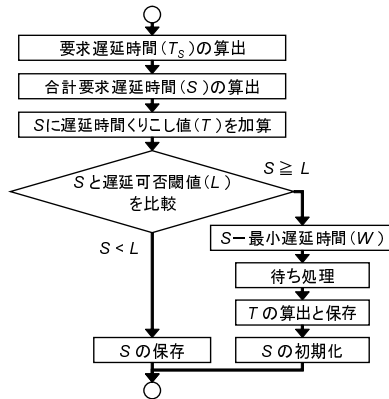 要求遅延時間(TS)の算出
合計要求遅延時間(S)の算出
Sに遅延時間くりこし値(T)を加算
Sと遅延可否閾値(L)
を比較
S ≧ L
S < L
S－最小遅延時間(W)
待ち処理
Tの算出と保存
Sの保存
Sの初期化